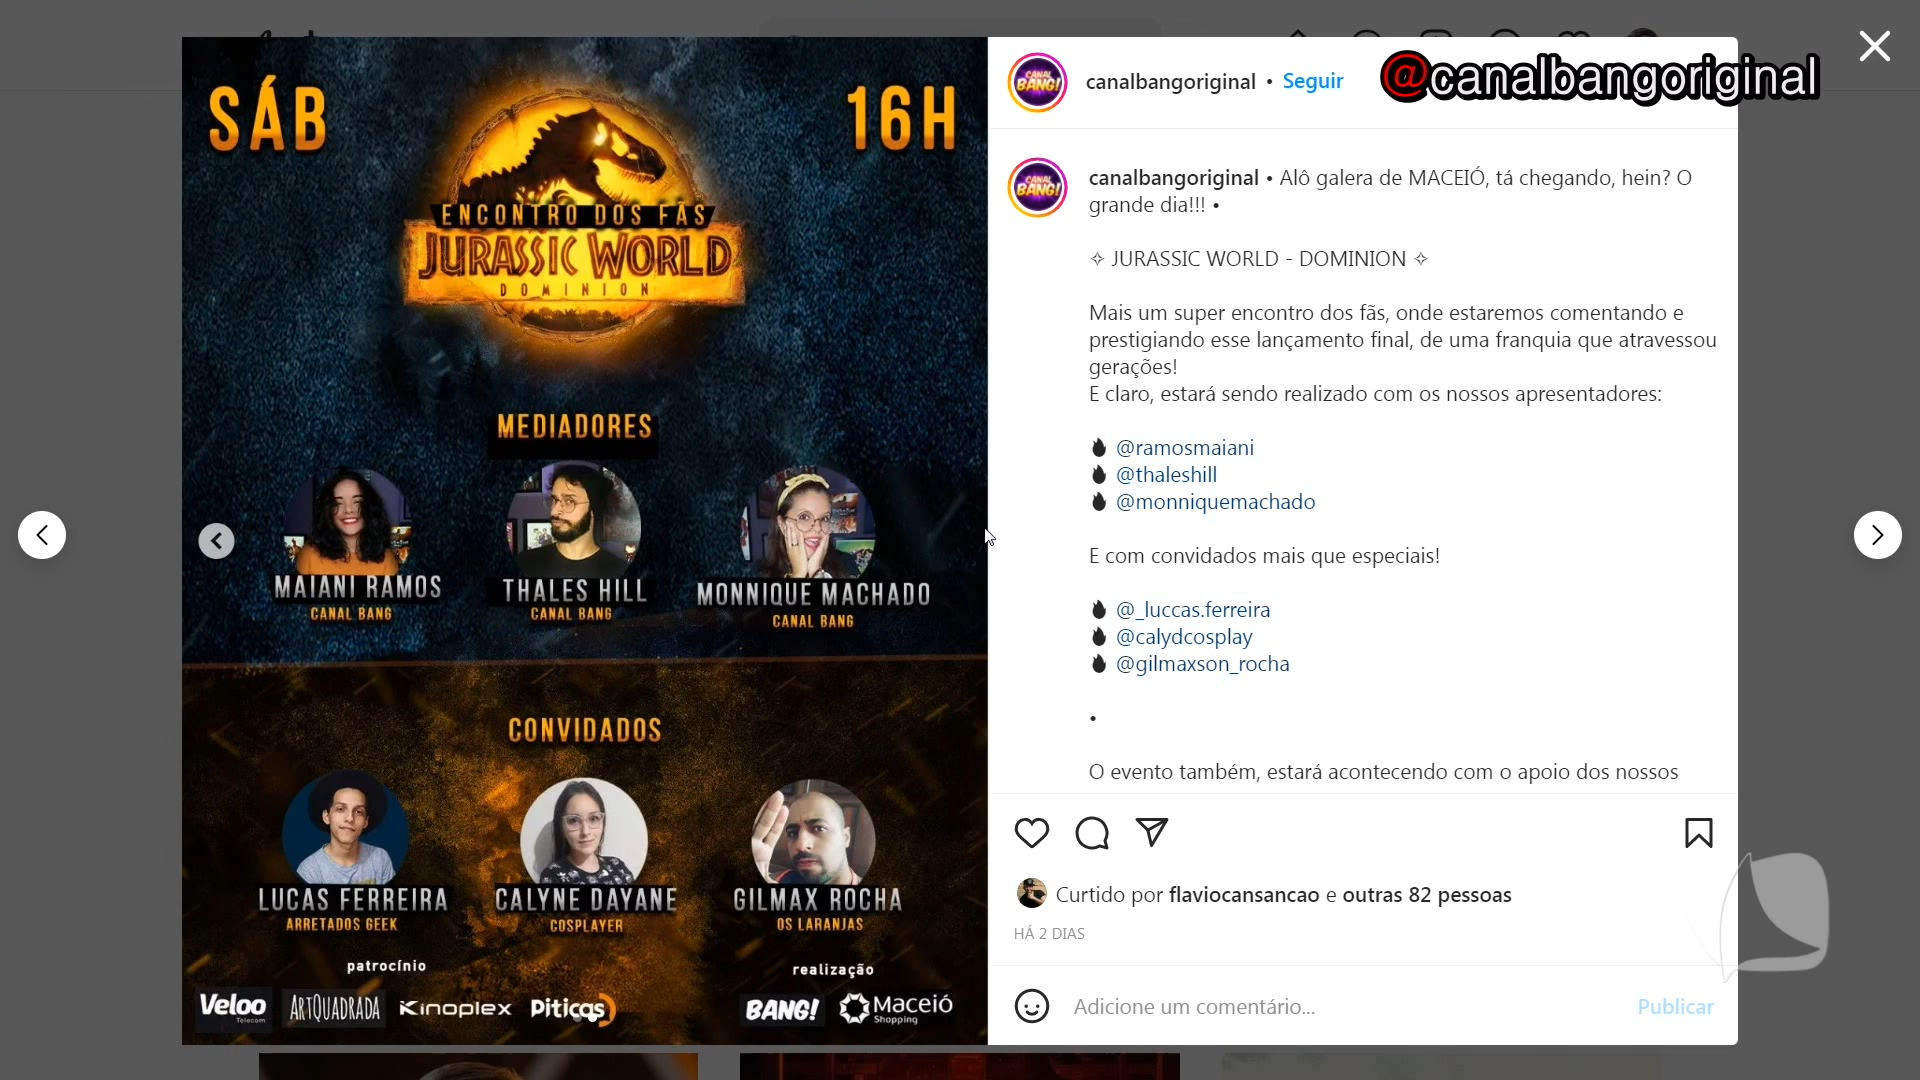 SÁB
16H
ENCONTRO DOS FÃS
JURASSIC WORLD
DOMINION
MEDIADORES
MAIANI RAMOS
CANAL BANG
THALES HILL
CANAL BANG
MONNIQUE MACHADO
CANAL BANG
CONVIDADOS
LUCAS FERREIRA
ARRETADOS GEEK
CALYNE DAYANE
COSPLAYER
GILMAX ROCHA
OS LARANJAS
patrocínio
realização
Veloo
Telecom
ARTQUADRADA
Kinoplex
Piticas
BANG!
Maceió
Shopping
CANAL
BANG!
canalbangoriginal • Seguir
@canalbangoriginal
CANAL
BANG!
canalbangoriginal • Alô galera de MACEIÓ, tá chegando, hein? O
grande dia!!! •
✧ JURASSIC WORLD - DOMINION ✧
Mais um super encontro dos fãs, onde estaremos comentando e
prestigiando esse lançamento final, de uma franquia que atravessou
gerações!
E claro, estará sendo realizado com os nossos apresentadores:
@ramosmaiani
@thaleshill
@monniquemachado
E com convidados mais que especiais!
@_luccas.ferreira
@calydcosplay
@gilmaxson_rocha
•
O evento também, estará acontecendo com o apoio dos nossos
Curtido por flaviocansancao e outras 82 pessoas
HÁ 2 DIAS
Adicione um comentário...
Publicar